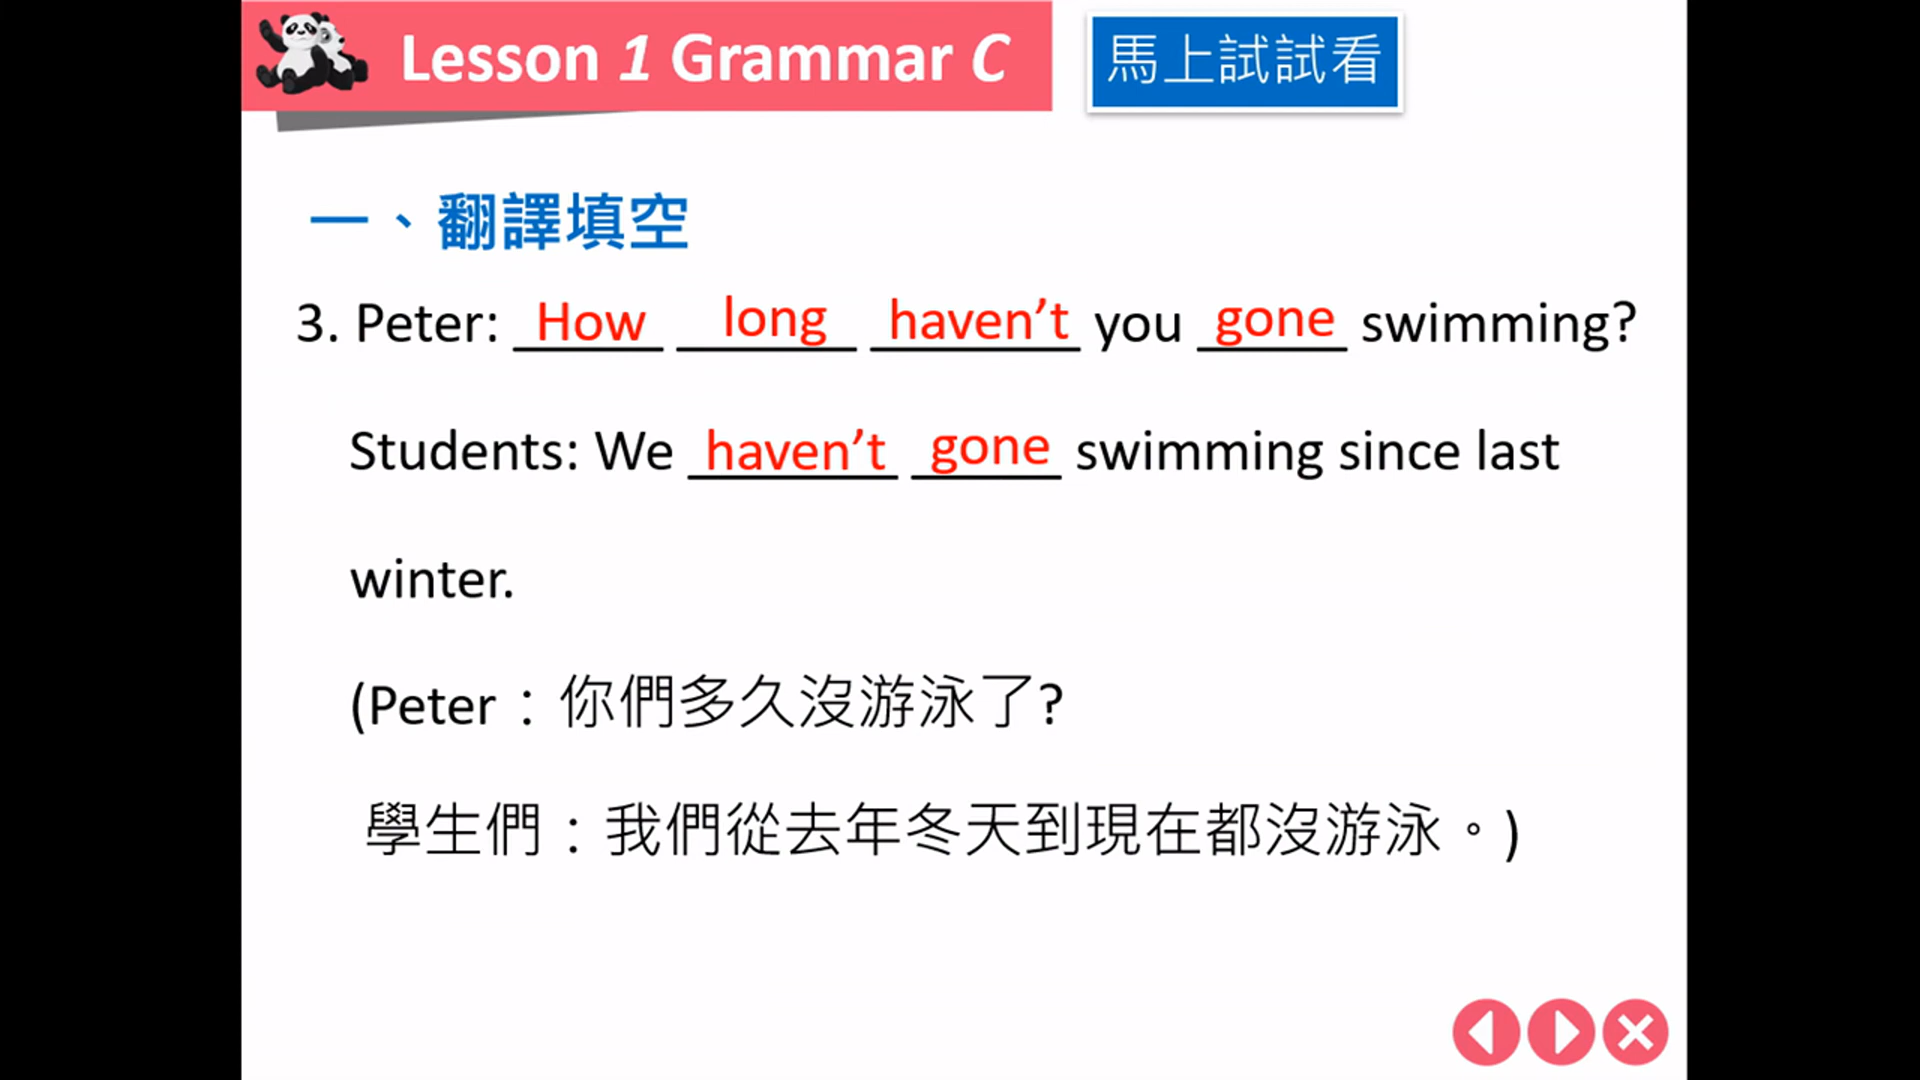 Lesson 1 Grammar C
馬上試試看
一、翻譯填空
3. Peter: How long haven't you gone swimming?
Students: We haven't gone swimming since last
winter.
(Peter：你們多久沒游泳了?
學生們：我們從去年冬天到現在都沒游泳。)